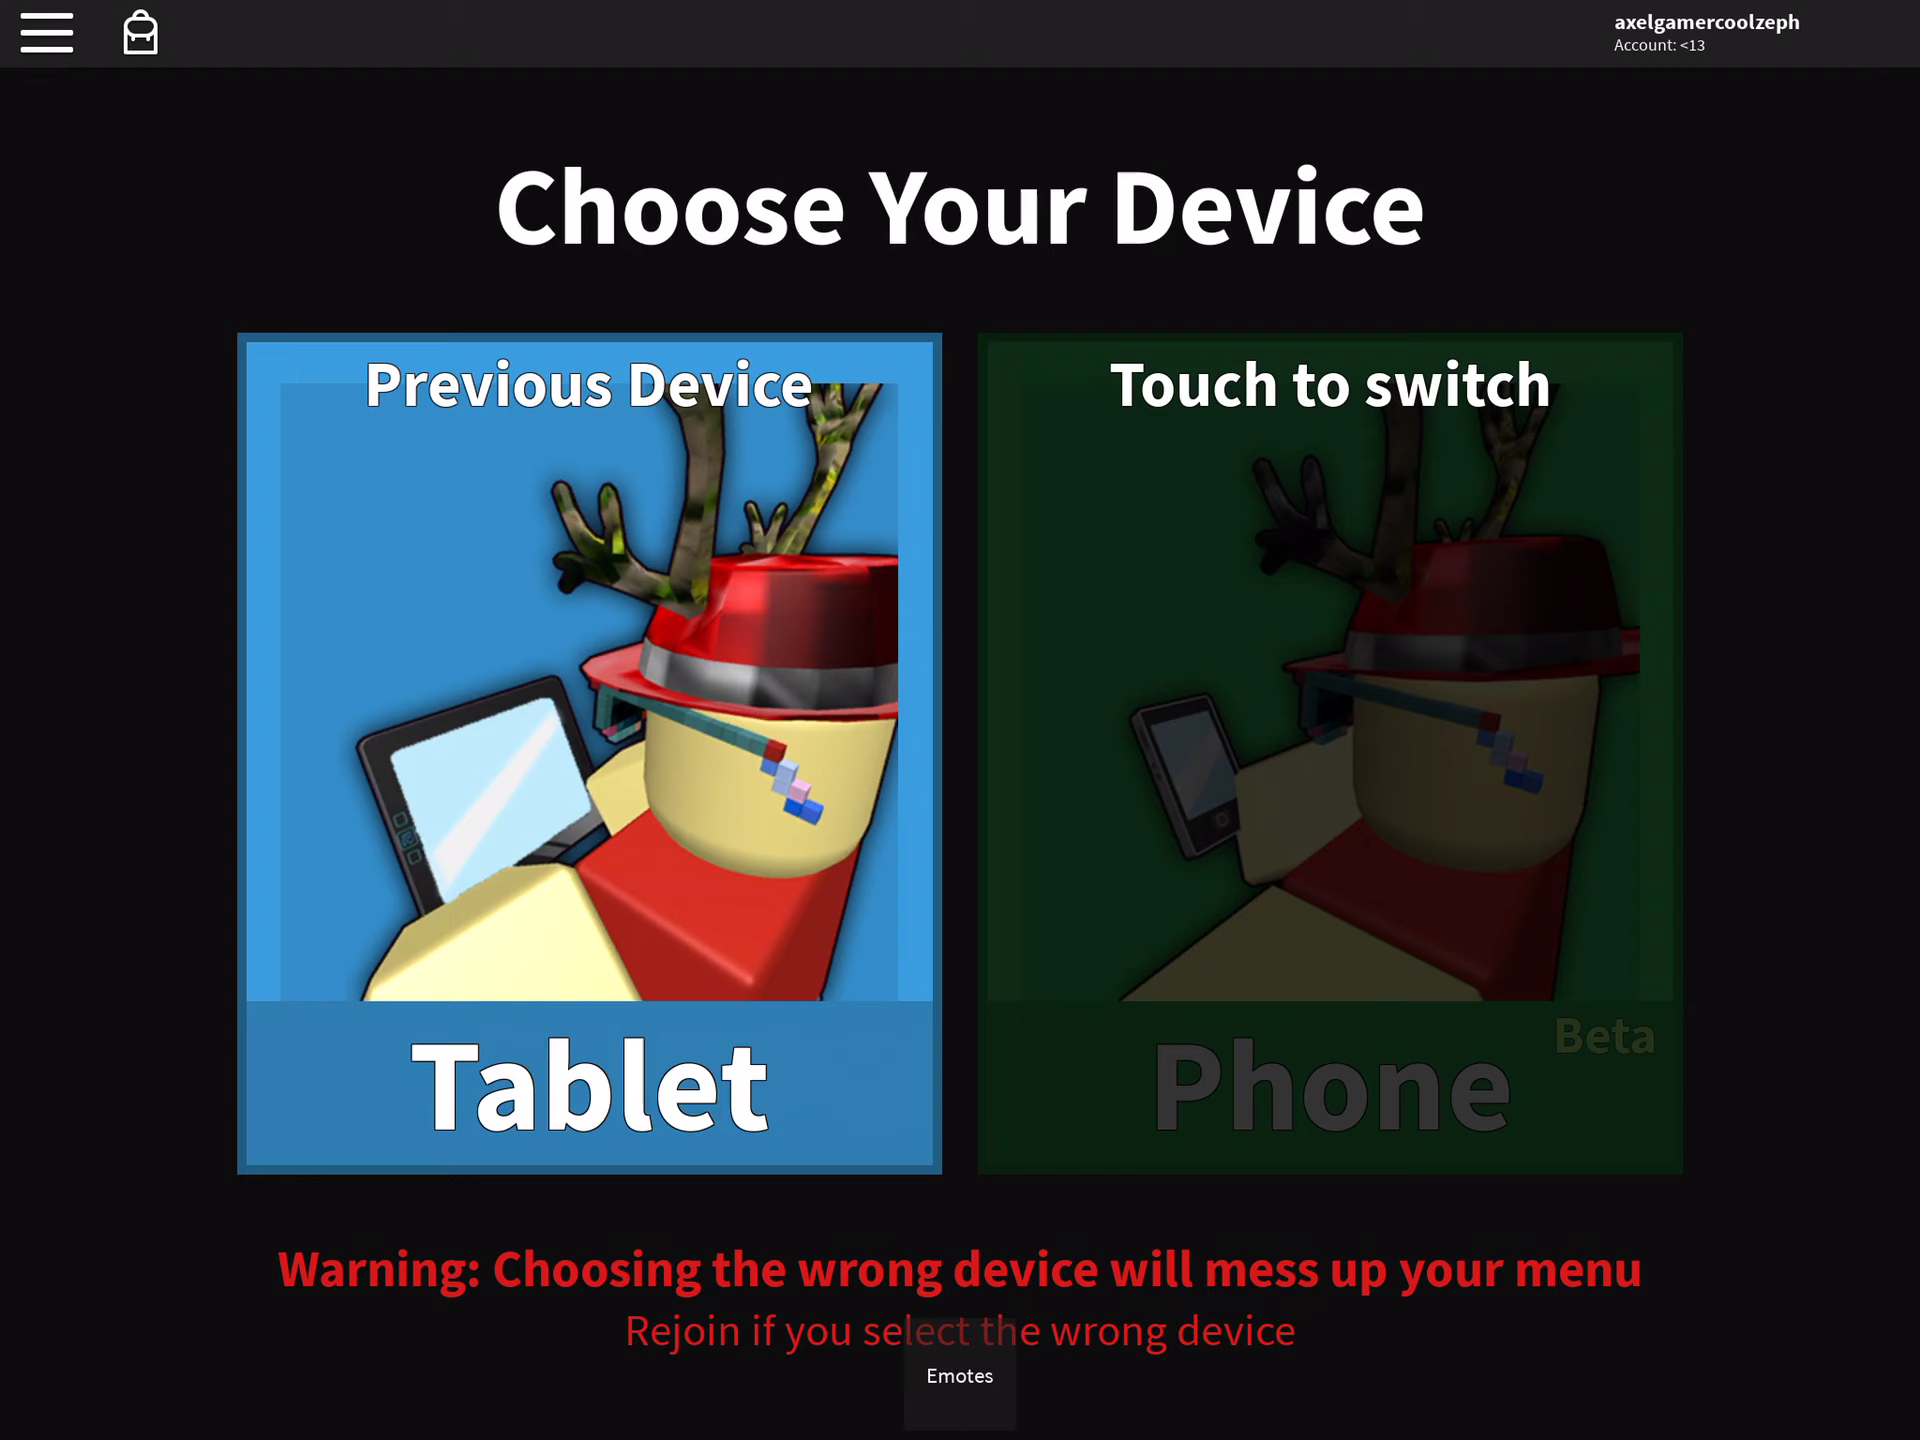 axelgamercoolzeph
Account: <13
Choose Your Device
Previous Device
Touch to switch
Tablet
Beta
Phone
Warning: Choosing the wrong device will mess up your menu
Rejoin if you select the wrong device
Emotes